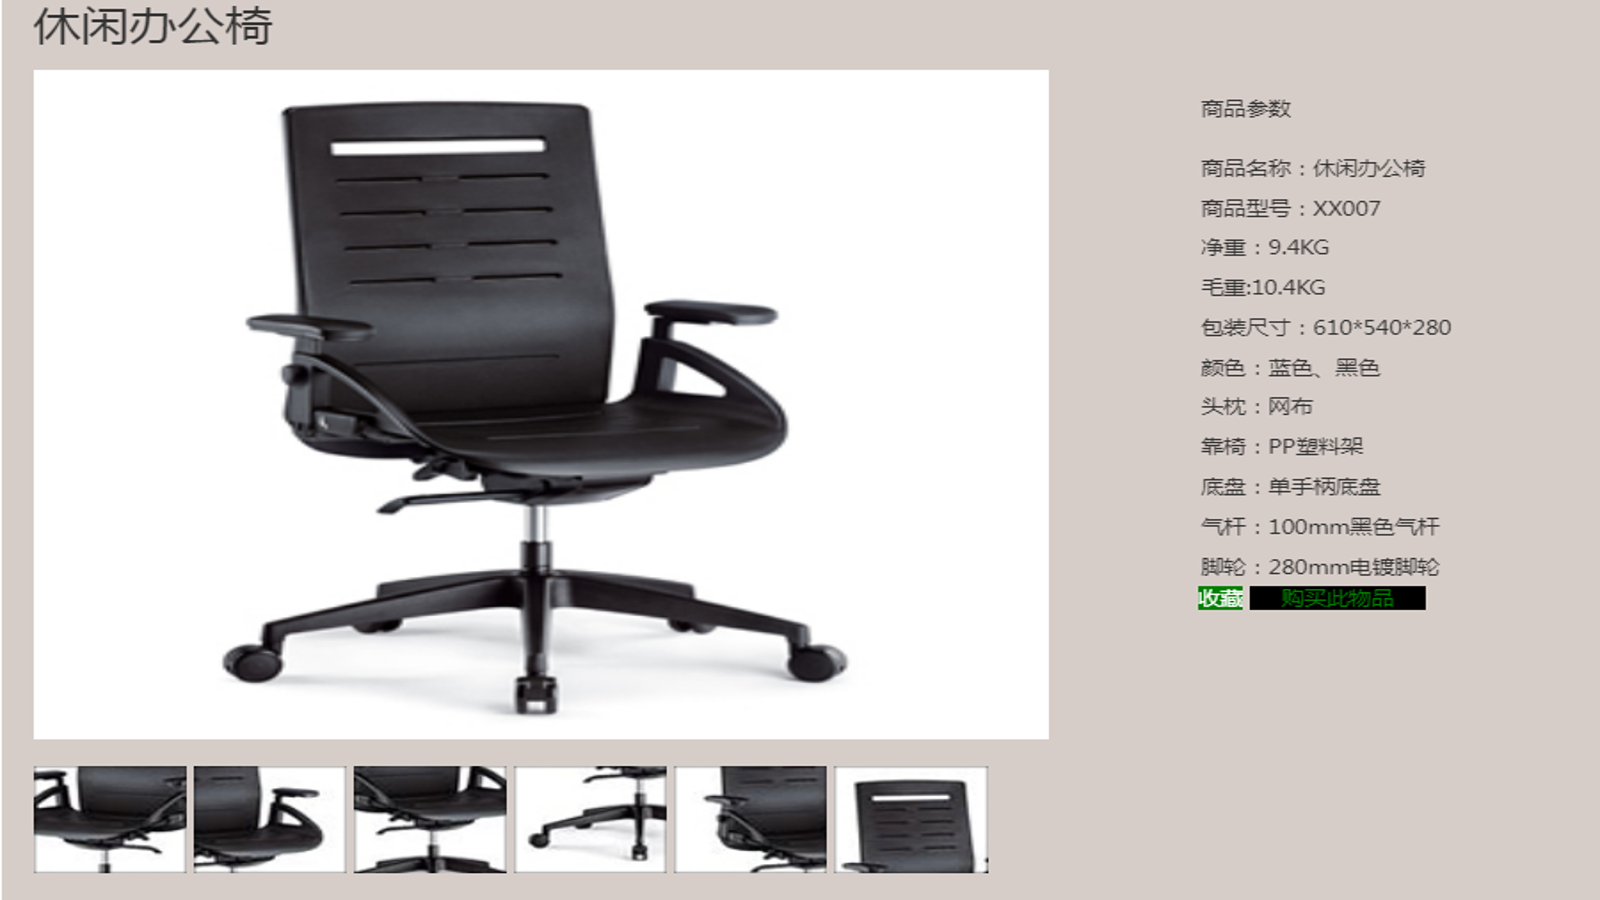 休闲办公椅
商品参数
商品名称：休闲办公椅
商品型号：XX007
净重：9.4KG
毛重:10.4KG
包装尺寸：610*540*280
颜色：蓝色、黑色
头枕：网布
靠椅：PP塑料架
底盘：单手柄底盘
气杆：100mm黑色气杆
脚轮：280mm电镀脚轮
收藏 购买此物品